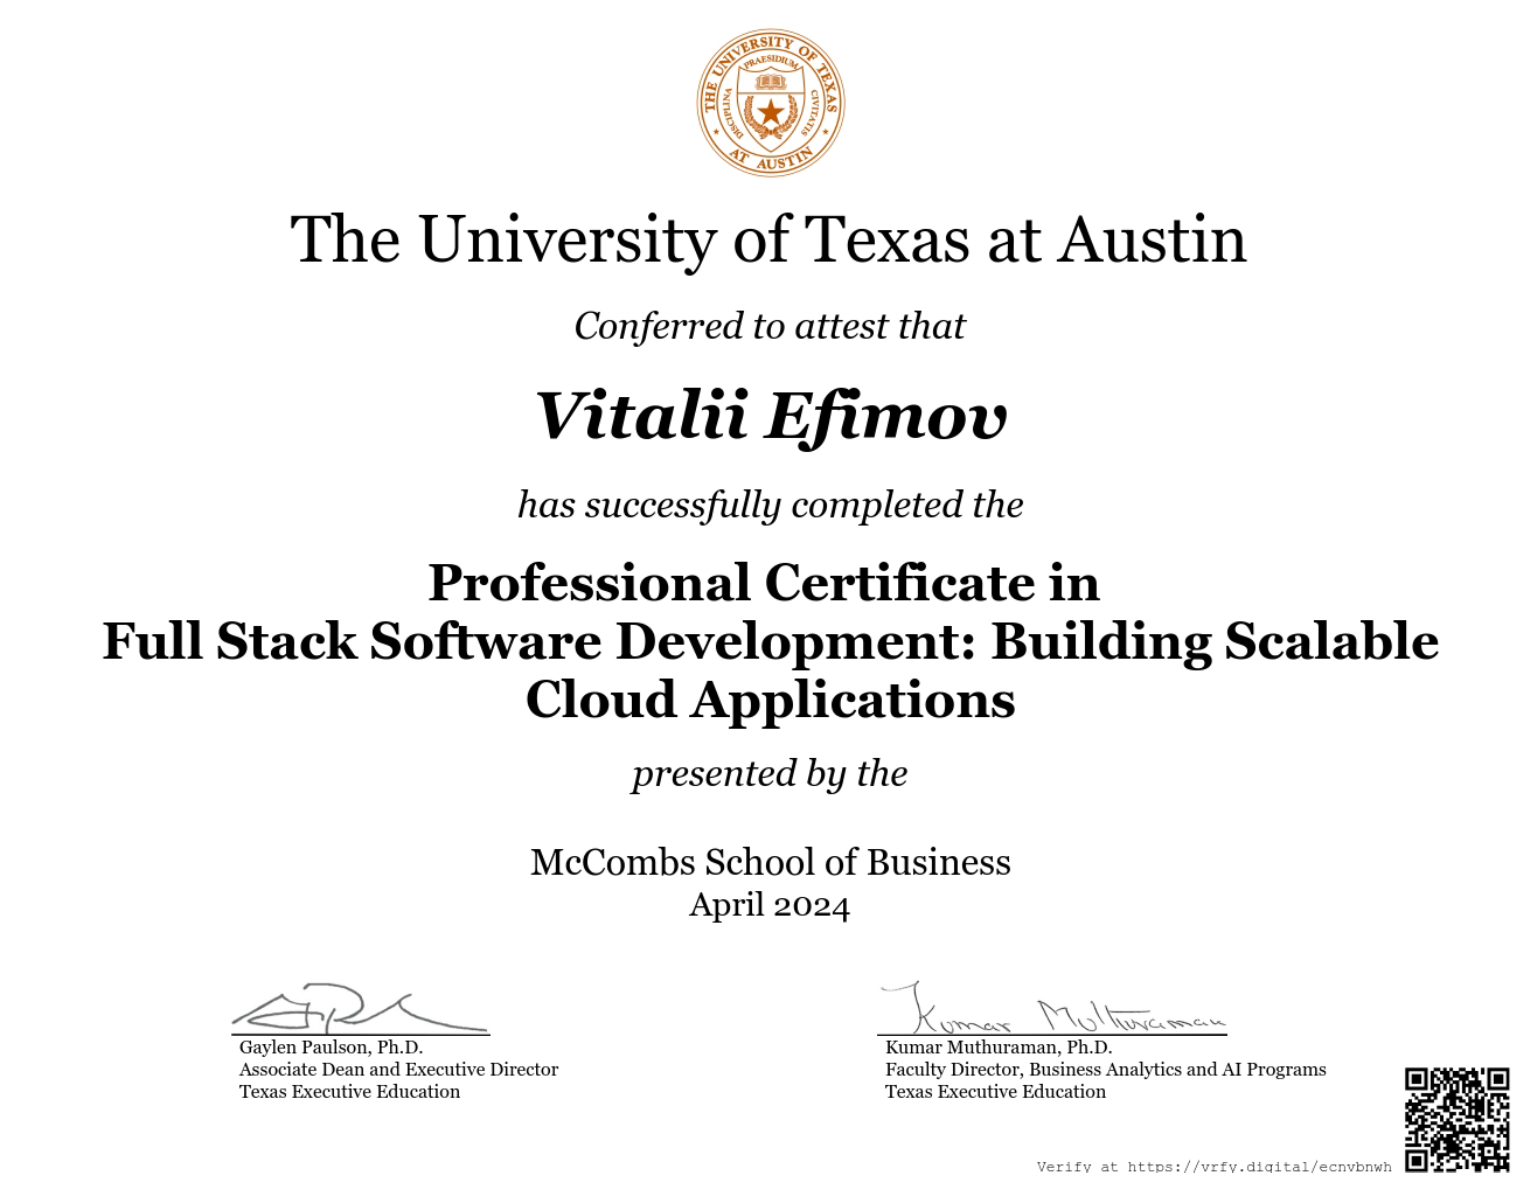 THE UNIVERSITY OF TEXAS
AT AUSTIN
PRAESIDIUM
DISCIPLINA
CIVITATIS
The University of Texas at Austin
Conferred to attest that
Vitalii Efimov
has successfully completed the
Professional Certificate in
Full Stack Software Development: Building Scalable
Cloud Applications
presented by the
McCombs School of Business
April 2024
Kumar Muthuraman
Gaylen Paulson, Ph.D.
Associate Dean and Executive Director
Texas Executive Education
Kumar Muthuraman, Ph.D.
Faculty Director, Business Analytics and AI Programs
Texas Executive Education
Verify at https://vrfy.digital/ecnvbnwh